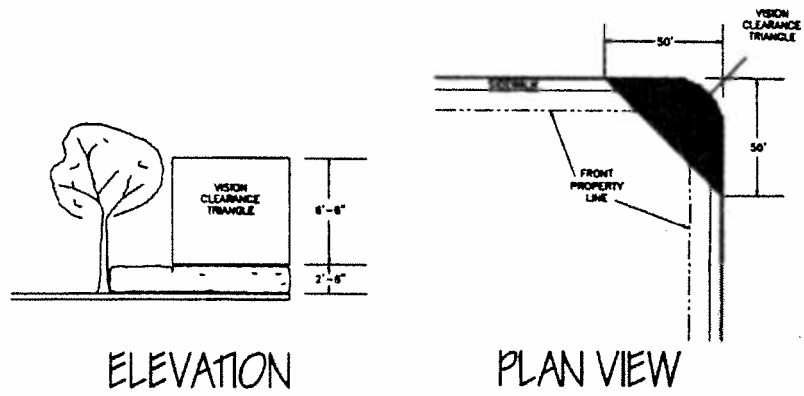 VISION
CLEARANCE
TRIANGLE
50'
SIDEWALK
50'
FRONT
PROPERTY
LINE
VISION
CLEARANCE
TRIANGLE
6'-6"
2'-6"
ELEVATION
PLAN VIEW